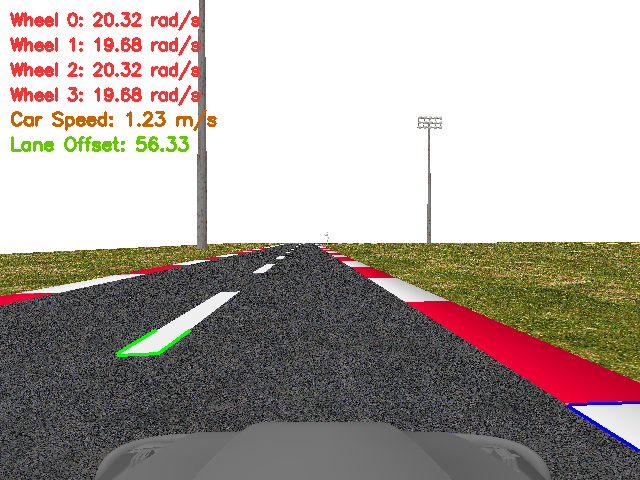 Wheel 0: 20.32 rad/s
Wheel 1: 19.68 rad/s
Wheel 2: 20.32 rad/s
Wheel 3: 19.68 rad/s
Car Speed: 1.23 m/s
Lane Offset: 56.33